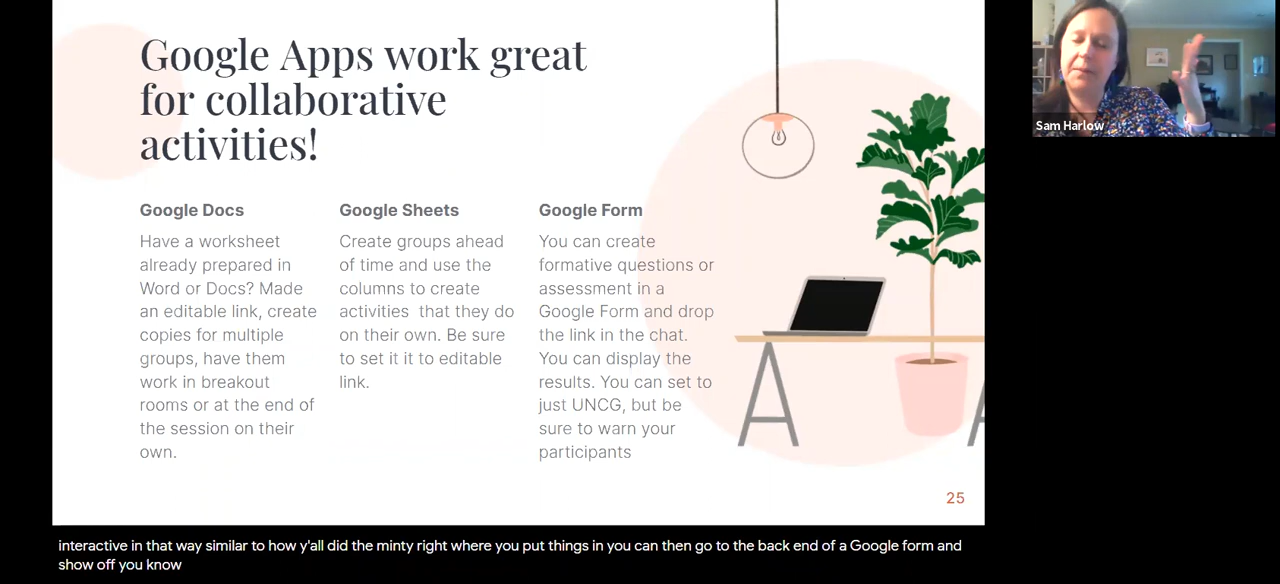 Google Apps work great
for collaborative
activities!
Google Docs
Have a worksheet
already prepared in
Word or Docs? Made
an editable link, create
copies for multiple
groups, have them
work in breakout
rooms or at the end of
the session on their
own.
Google Sheets
Create groups ahead
of time and use the
columns to create
activities  that they do
on their own. Be sure
to set it it to editable
link.
Google Form
You can create
formative questions or
assessment in a
Google Form and drop
the link in the chat.
You can display the
results. You can set to
just UNCG, but be
sure to warn your
participants
25
Sam Harlow
interactive in that way similar to how y'all did the minty right where you put things in you can then go to the back end of a Google form and
show off you know